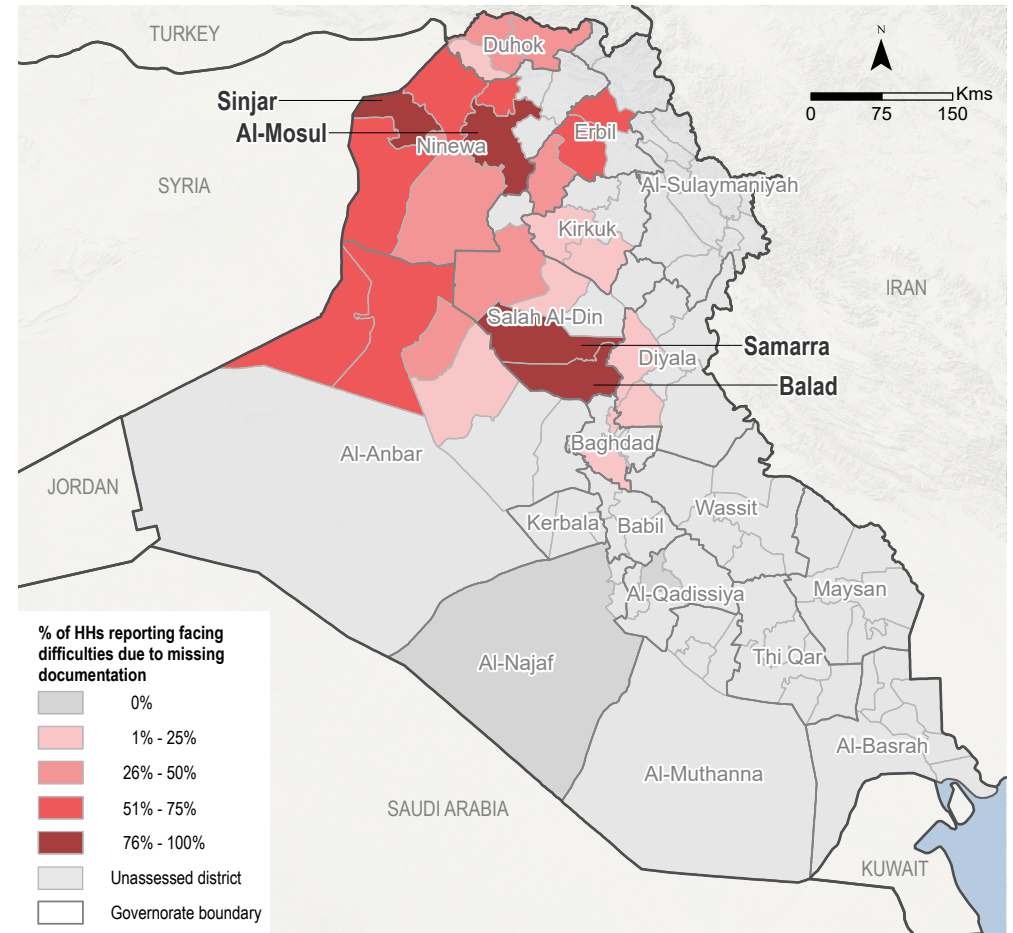 TURKEY
Duhok
N
Kms
0 75 150
Sinjar
Al-Mosul
Ninewa
Erbil
SYRIA
Al-Sulaymaniyah
Kirkuk
IRAN
Salah Al-Din
Samarra
Diyala
Balad
Baghdad
Al-Anbar
JORDAN
Wassit
Kerbala
Babil
Al-Qadissiya
Maysan
Al-Najaf
Thi Qar
Al-Basrah
Al-Muthanna
SAUDI ARABIA
KUWAIT
% of HHs reporting facing
difficulties due to missing
documentation
0%
1% - 25%
26% - 50%
51% - 75%
76% - 100%
Unassessed district
Governorate boundary